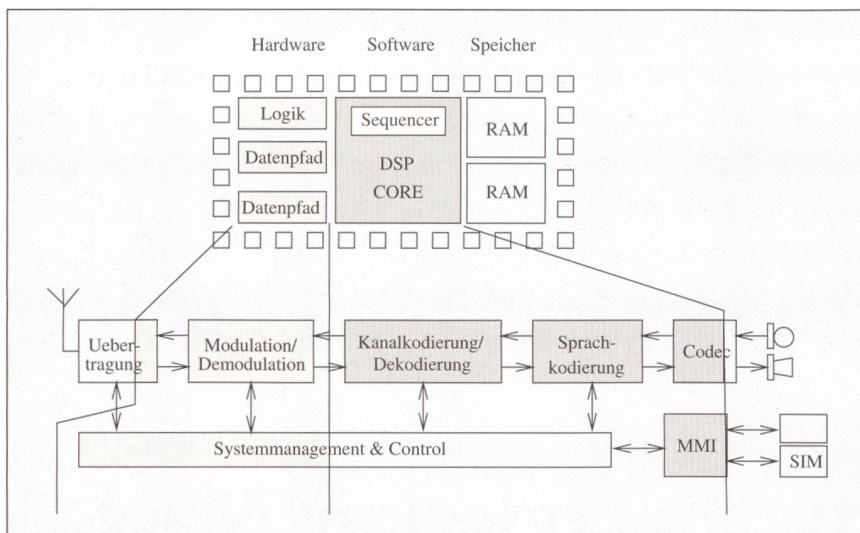 Hardware Software Speicher
Logik
Sequencer
RAM
Datenpfad
DSP
CORE
RAM
Datenpfad
Ueber-
tragung
Modulation/
Demodulation
Kanalkodierung/
Dekodierung
Sprach-
kodierung
Codec
Systemmanagement & Control
MMI
SIM